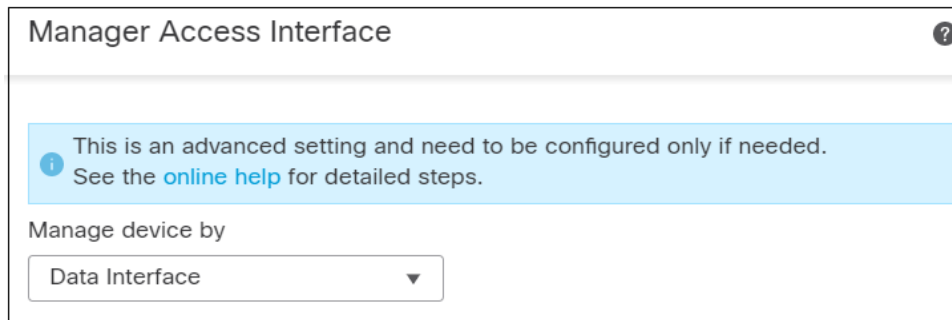 Manager Access Interface
?
This is an advanced setting and need to be configured only if needed.
See the online help for detailed steps.
Manage device by
Data Interface